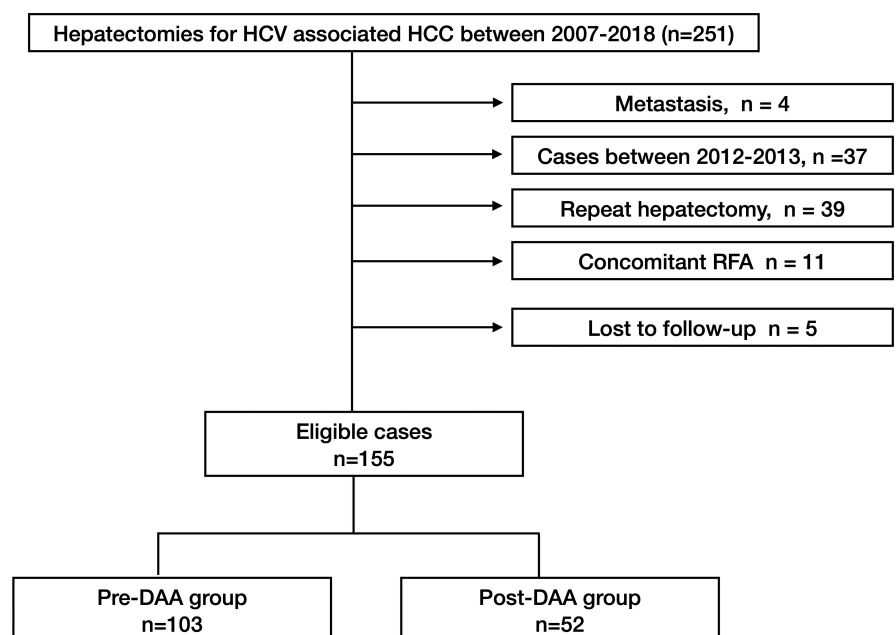 Hepatectomies for HCV associated HCC between 2007-2018 (n=251)
Metastasis, n = 4
Cases between 2012-2013, n =37
Repeat hepatectomy, n = 39
Concomitant RFA n = 11
Lost to follow-up n = 5
Eligible cases
n=155
Pre-DAA group
n=103
Post-DAA group
n=52